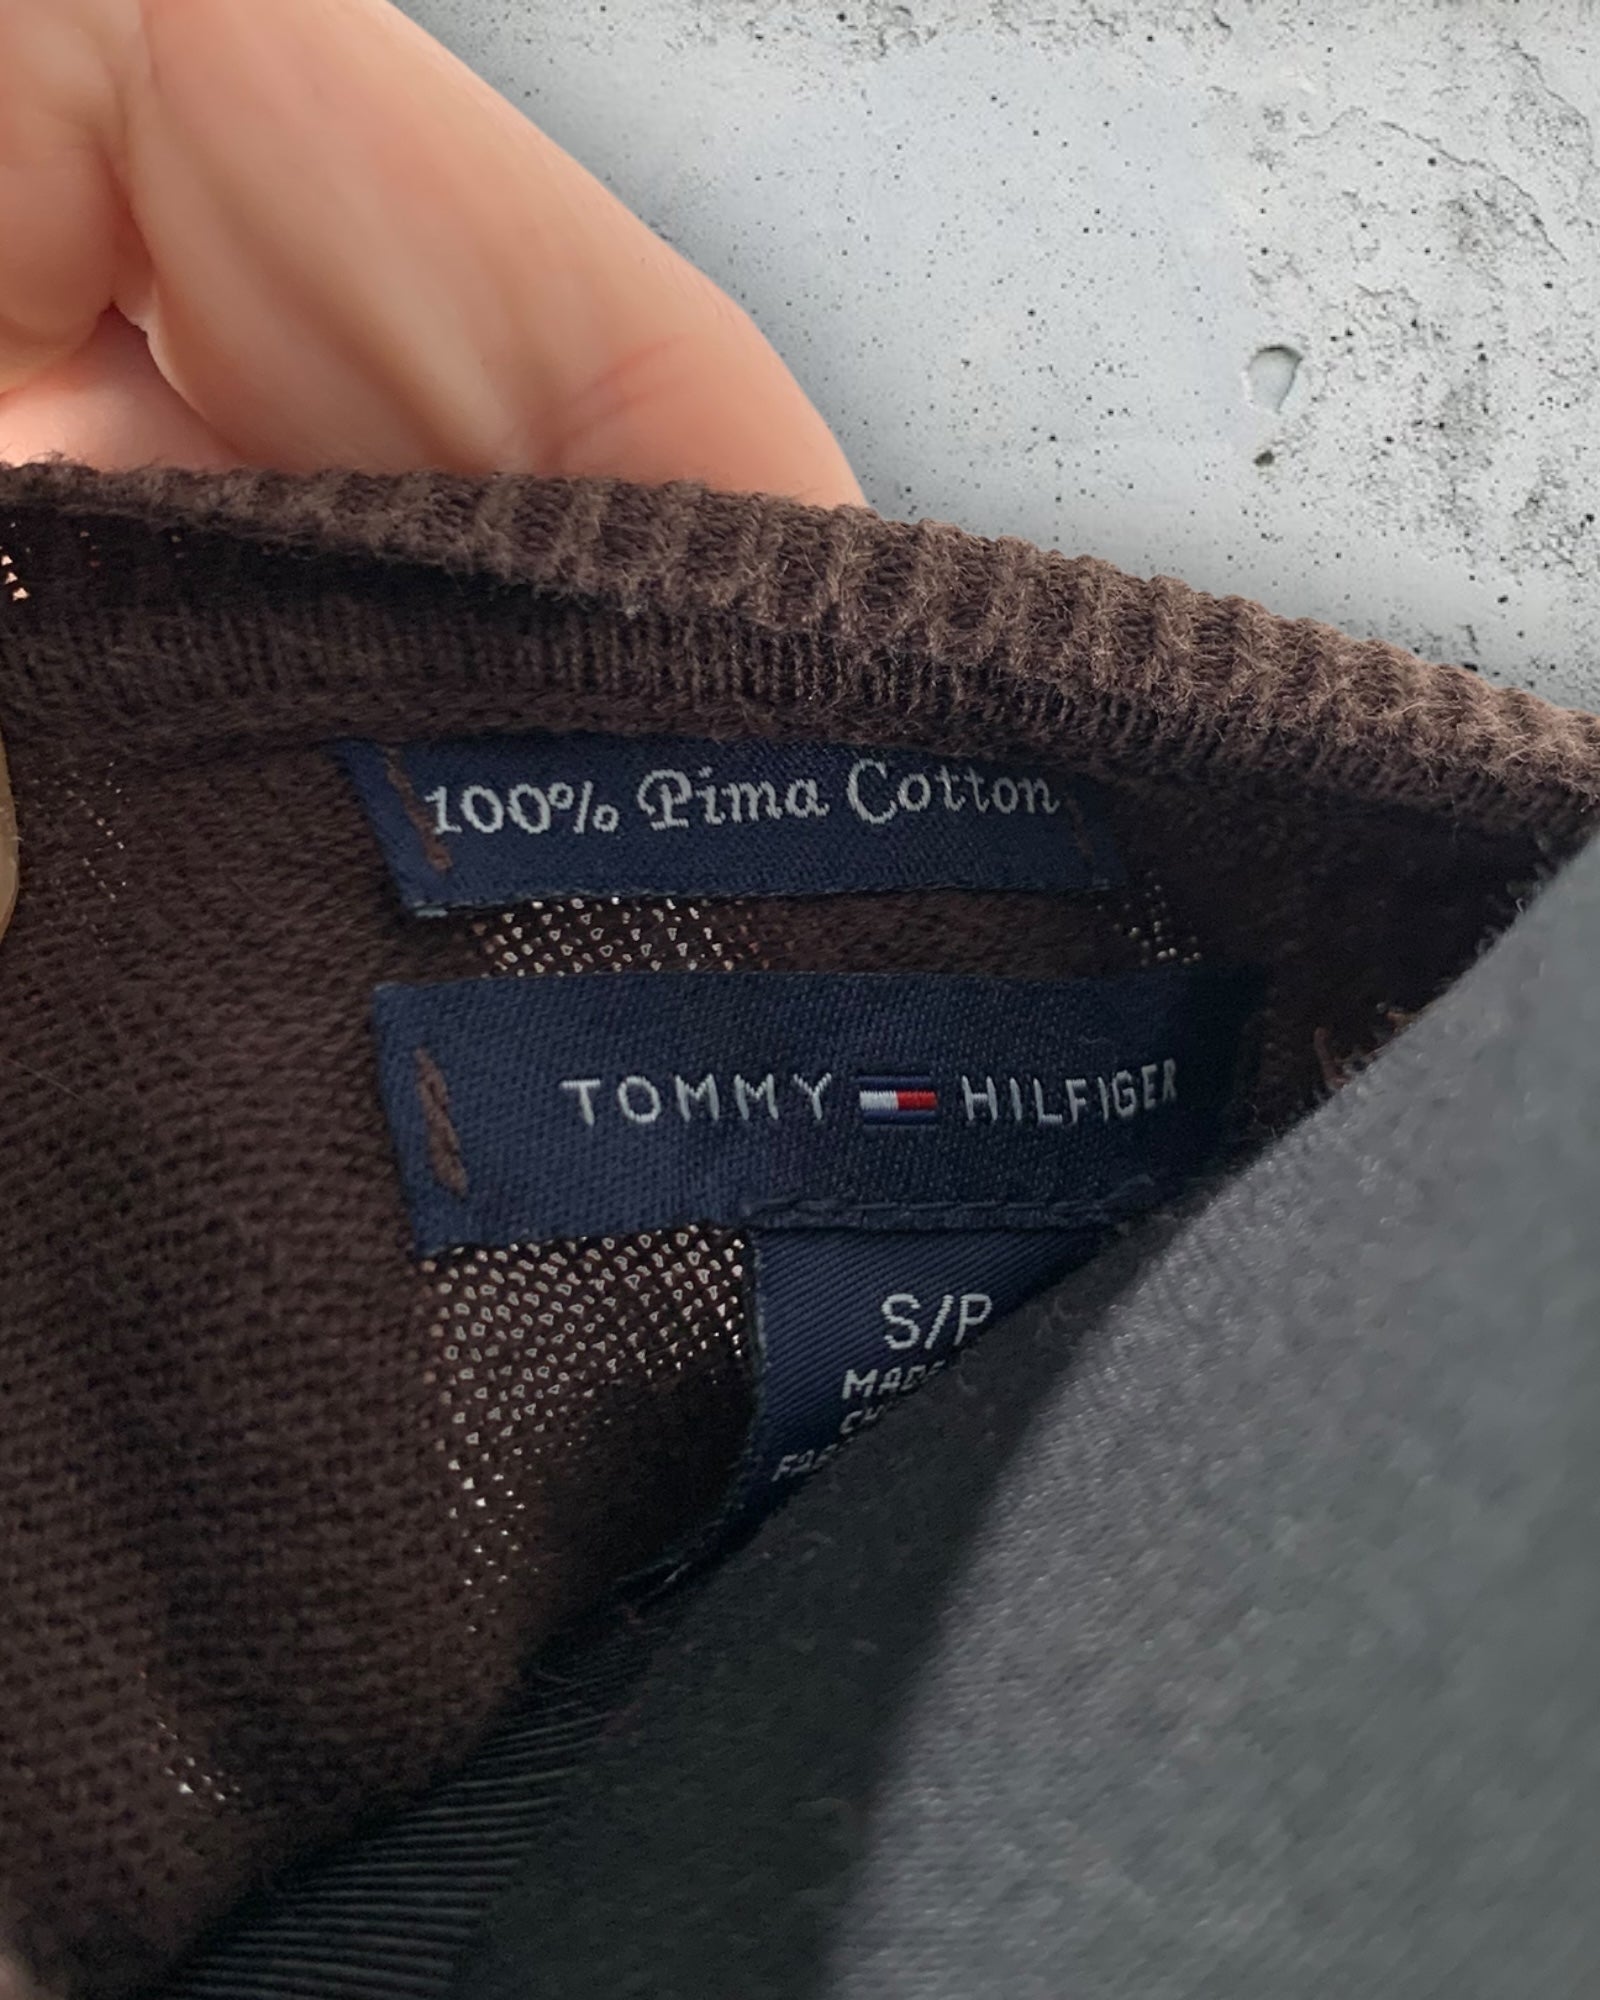 100% Pima Cotton
TOMMY HILFIGER
S/P